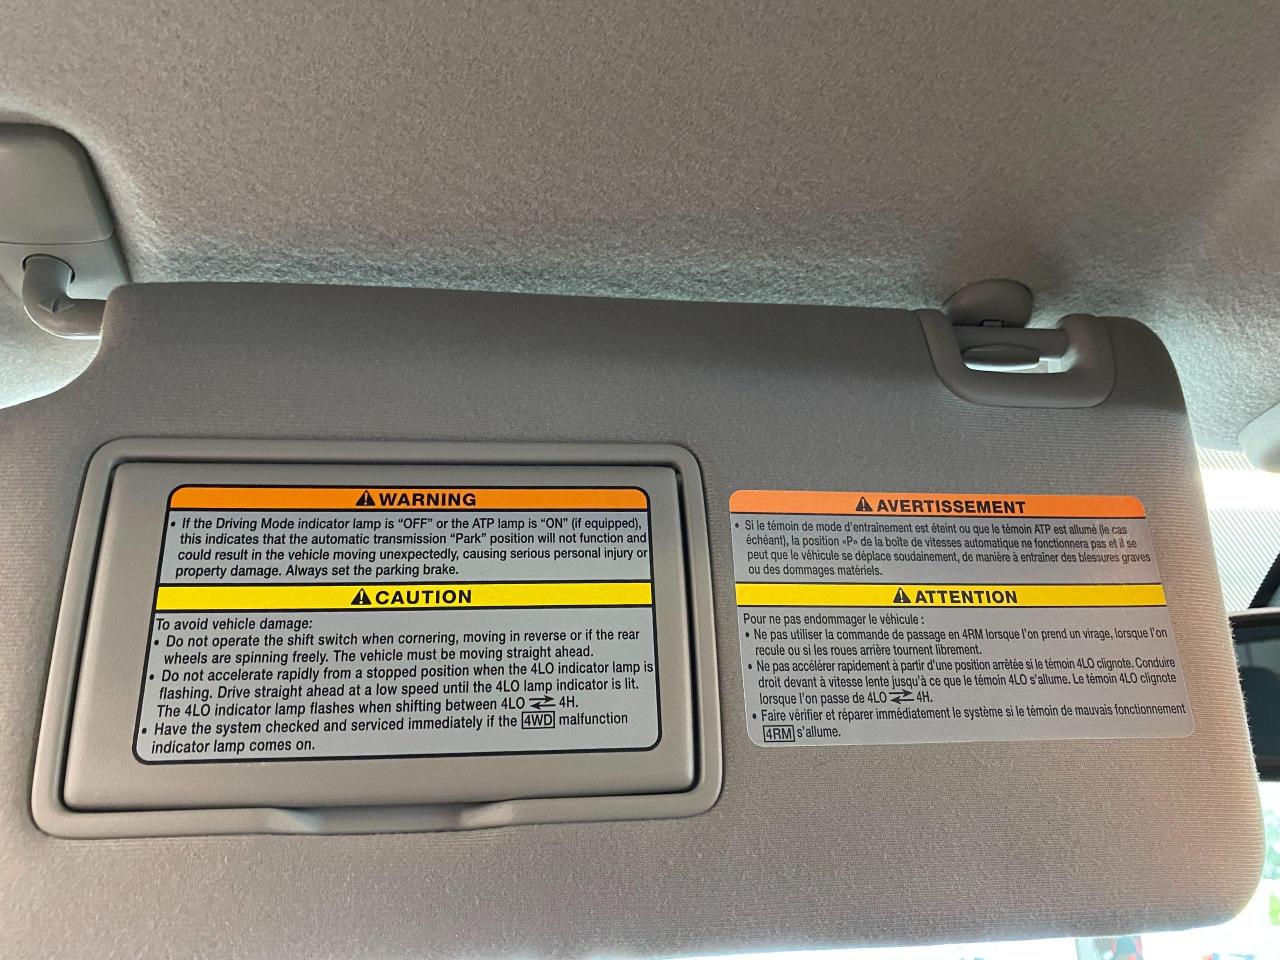 WARNING
• If the Driving Mode indicator lamp is “OFF” or the ATP lamp is “ON” (if equipped),
this indicates that the automatic transmission “Park” position will not function and
could result in the vehicle moving unexpectedly, causing serious personal injury or
property damage. Always set the parking brake.
CAUTION
To avoid vehicle damage:
• Do not operate the shift switch when cornering, moving in reverse or if the rear
wheels are spinning freely. The vehicle must be moving straight ahead.
• Do not accelerate rapidly from a stopped position when the 4LO indicator lamp is
flashing. Drive straight ahead at a low speed until the 4LO lamp indicator is lit.
The 4LO indicator lamp flashes when shifting between 4LO ⇄ 4H.
• Have the system checked and serviced immediately if the 4WD malfunction
indicator lamp comes on.
AVERTISSEMENT
• Si le témoin de mode d'entraînement est éteint ou que le témoin ATP est allumé (le cas
échéant), la position «P» de la boîte de vitesses automatique ne fonctionnera pas et il se
peut que le véhicule se déplace soudainement, de manière à entraîner des blessures graves
ou des dommages matériels.
ATTENTION
Pour ne pas endommager le véhicule :
• Ne pas utiliser la commande de passage en 4RM lorsque l'on prend un virage, lorsque l'on
recule ou si les roues arrière tournent librement.
• Ne pas accélérer rapidement à partir d'une position arrêtée si le témoin 4LO clignote. Conduire
droit devant à vitesse lente jusqu'à ce que le témoin 4LO s'allume. Le témoin 4LO clignote
lorsque l'on passe de 4LO ⇄ 4H.
• Faire vérifier et réparer immédiatement le système si le témoin de mauvais fonctionnement
4RM s'allume.